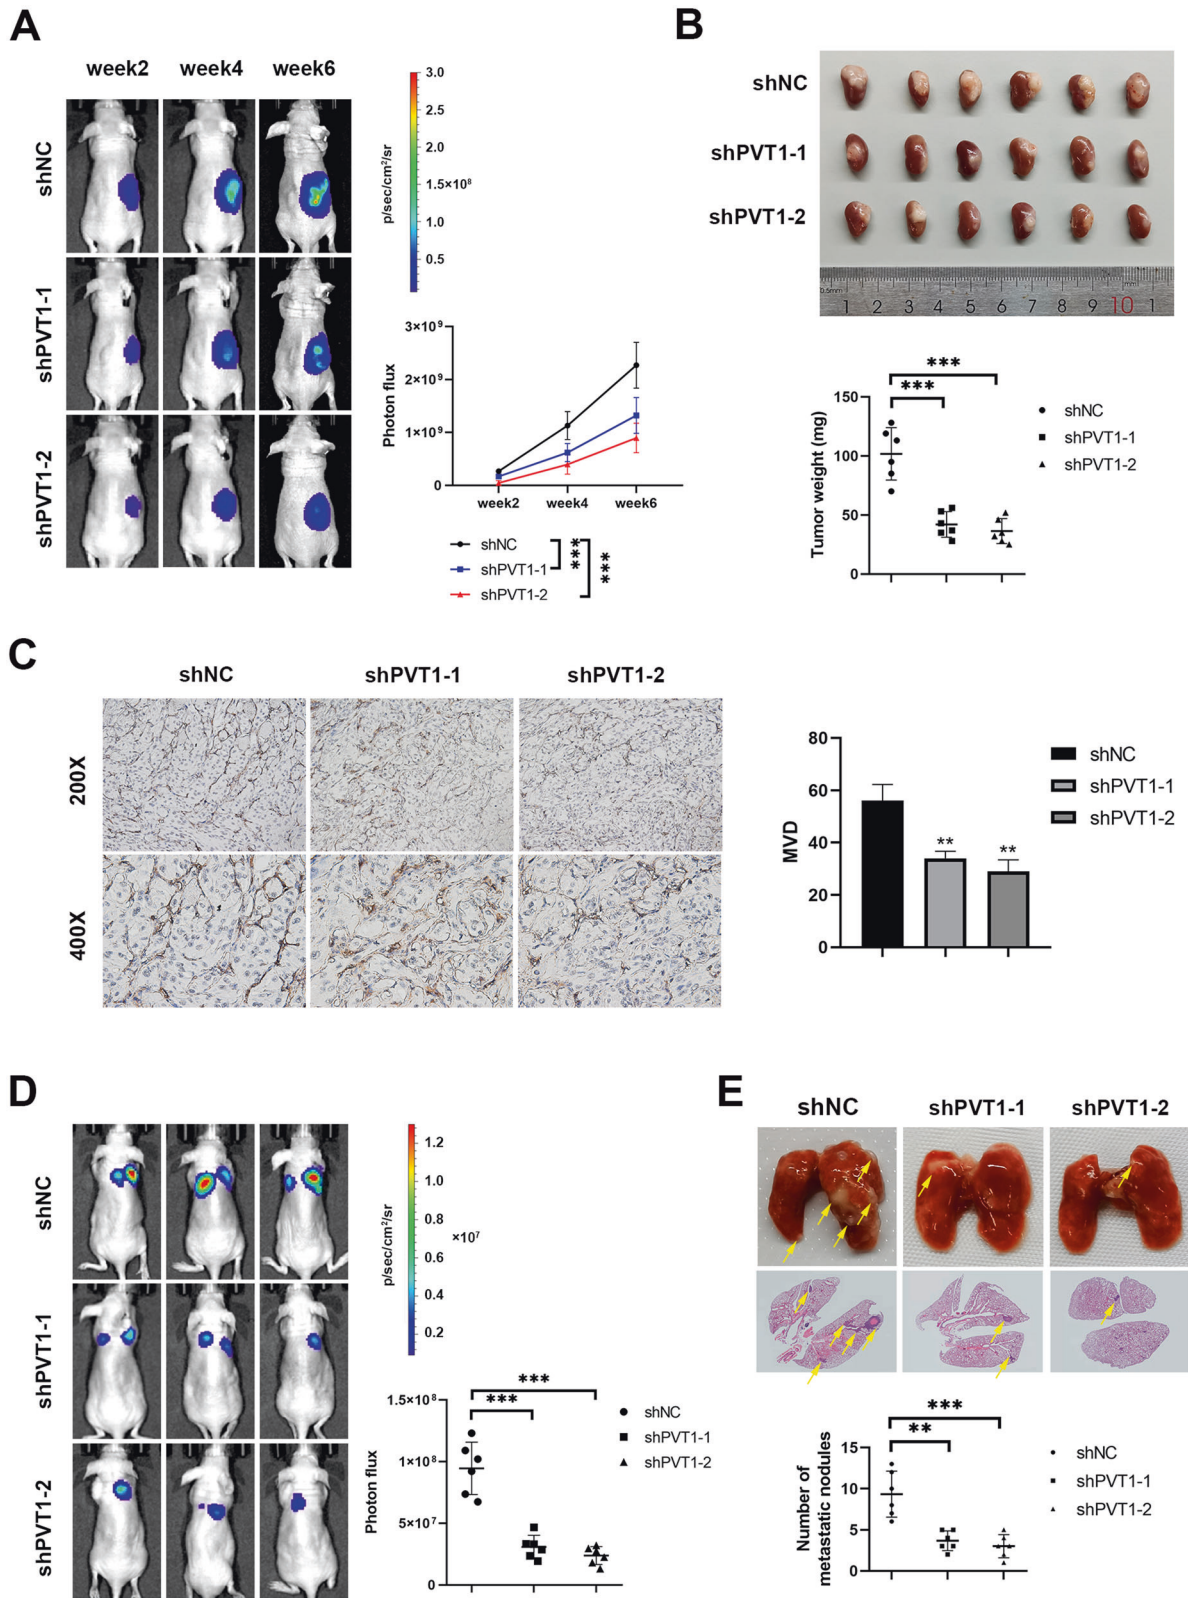 A
week2 week4 week6
shNC
shPVT1-1
shPVT1-2
3.0
2.0
1.5×10⁸
1.0
0.5
p/sec/cm²/sr
3×10⁹
2×10⁹
1×10⁹
0
Photon flux
week2 week4 week6
shNC
shPVT1-1
shPVT1-2
***
***
B
shNC
shPVT1-1
shPVT1-2
0.5mm
1 2 3 4 5 6 7 8 9 10 1
***
***
150
100
50
0
Tumor weight (mg)
shNC
shPVT1-1
shPVT1-2
C
shNC shPVT1-1 shPVT1-2
200X
400X
80
60
40
20
0
MVD
** **
shNC
shPVT1-1
shPVT1-2
D
shNC
shPVT1-1
shPVT1-2
1.2
1.0
0.8
0.6
0.4
0.2
×10⁷
p/sec/cm²/sr
***
***
1.5×10⁸
1×10⁸
5×10⁷
0
Photon flux
shNC
shPVT1-1
shPVT1-2
E
shNC shPVT1-1 shPVT1-2
***
**
15
10
5
0
Number of
metastatic nodules
shNC
shPVT1-1
shPVT1-2